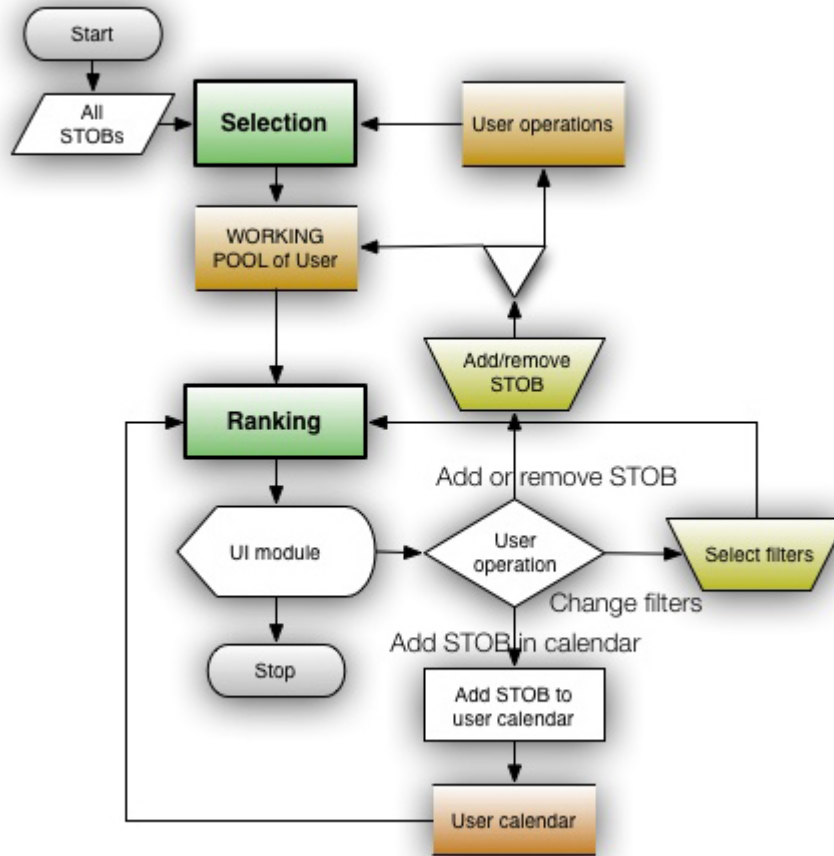 Start
All
STOBs
Selection
User operations
WORKING
POOL of User
Add/remove
STOB
Ranking
Add or remove STOB
UI module
User
operation
Select filters
Change filters
Add STOB in calendar
Stop
Add STOB to
user calendar
User calendar